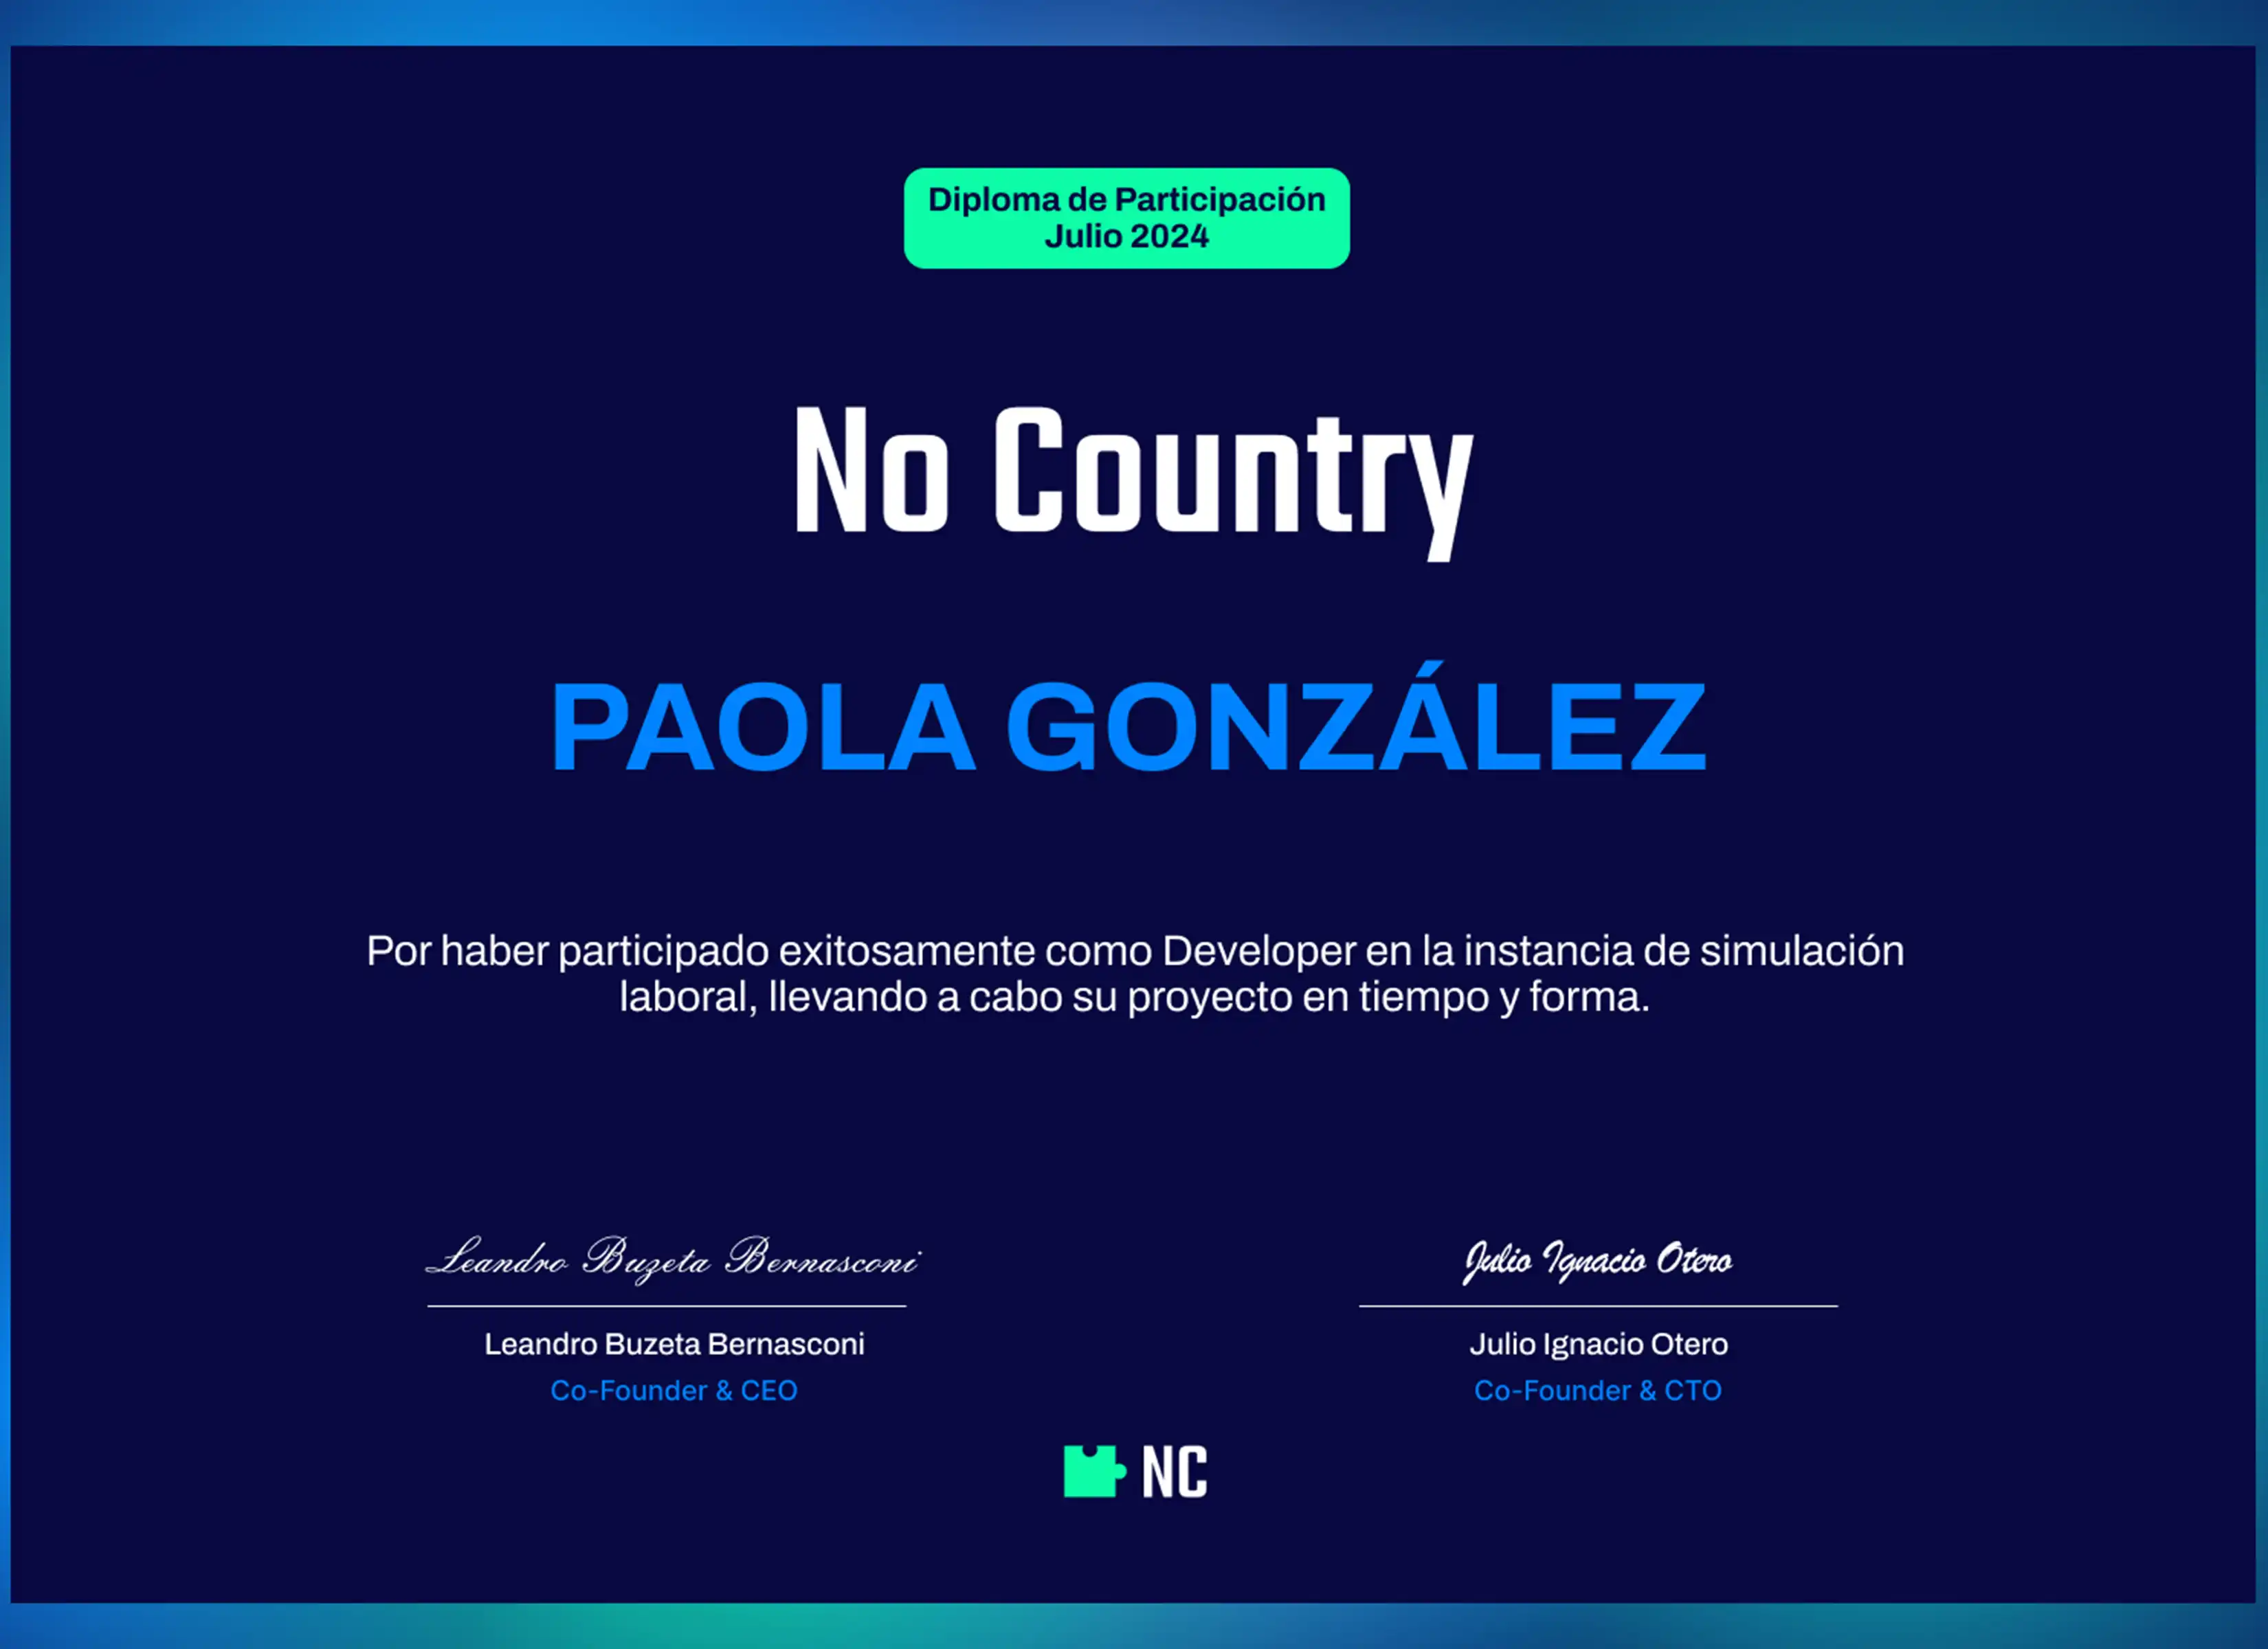 Diploma de Participación
Julio 2024
No Country
PAOLA GONZÁLEZ
Por haber participado exitosamente como Developer en la instancia de simulación
laboral, llevando a cabo su proyecto en tiempo y forma.
Leandro Buzeta Bernasconi
Julio Ignacio Otero
Leandro Buzeta Bernasconi
Julio Ignacio Otero
Co-Founder & CEO
Co-Founder & CTO
NC